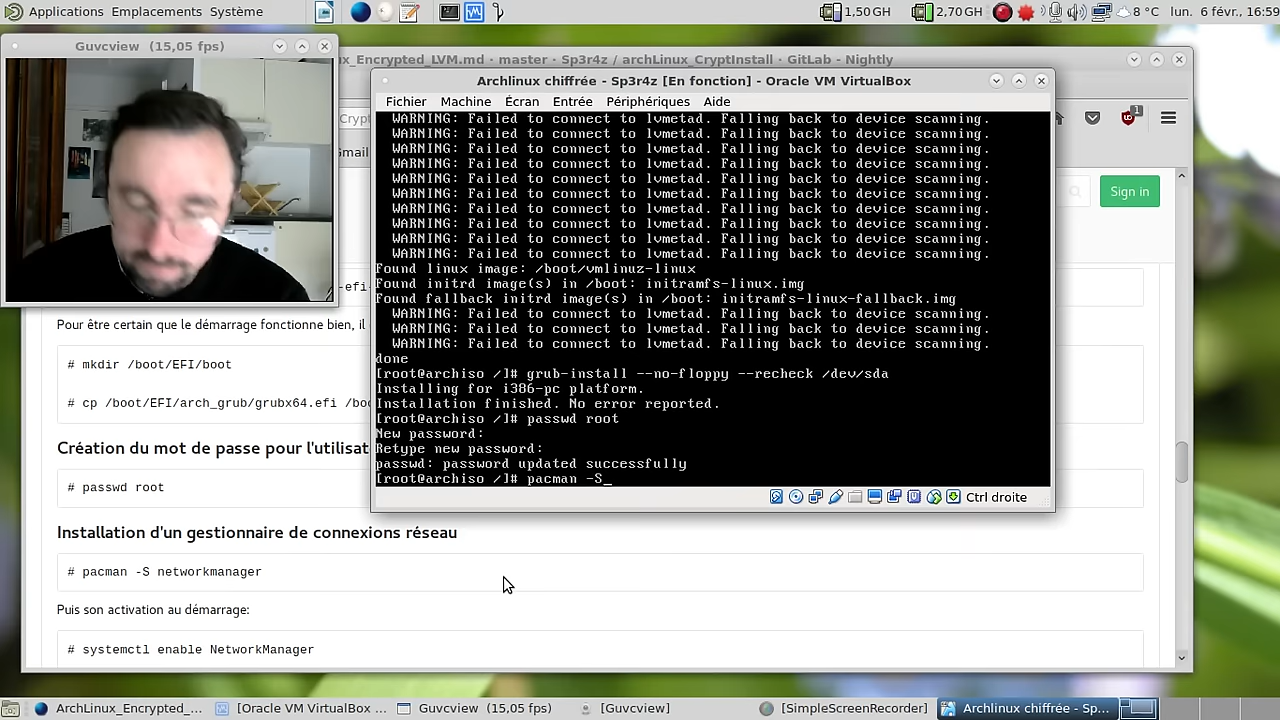 Applications Emplacements Système
1,50 GH
2,70 GH
8 °C
lun. 6 févr., 16:59
Guvcview (15,05 fps)
x_Encrypted_LVM.md · master · Sp3r4z / archLinux_CryptInstall · GitLab - Nightly
Archlinux chiffrée - Sp3r4z [En fonction] - Oracle VM VirtualBox
Fichier Machine Écran Entrée Périphériques Aide
Crypt
Gmail
Sign in
WARNING: Failed to connect to lvmetad. Falling back to device scanning.
WARNING: Failed to connect to lvmetad. Falling back to device scanning.
WARNING: Failed to connect to lvmetad. Falling back to device scanning.
WARNING: Failed to connect to lvmetad. Falling back to device scanning.
WARNING: Failed to connect to lvmetad. Falling back to device scanning.
WARNING: Failed to connect to lvmetad. Falling back to device scanning.
WARNING: Failed to connect to lvmetad. Falling back to device scanning.
WARNING: Failed to connect to lvmetad. Falling back to device scanning.
WARNING: Failed to connect to lvmetad. Falling back to device scanning.
WARNING: Failed to connect to lvmetad. Falling back to device scanning.
Found linux image: /boot/vmlinuz-linux
Found initrd image(s) in /boot: initramfs-linux.img
Found fallback initrd image(s) in /boot: initramfs-linux-fallback.img
WARNING: Failed to connect to lvmetad. Falling back to device scanning.
WARNING: Failed to connect to lvmetad. Falling back to device scanning.
WARNING: Failed to connect to lvmetad. Falling back to device scanning.
done
[root@archiso /]# grub-install --no-floppy --recheck /dev/sda
Installing for i386-pc platform.
Installation finished. No error reported.
[root@archiso /]# passwd root
New password:
Retype new password:
passwd: password updated successfully
[root@archiso /]# pacman -S_
Ctrl droite
-efi-
Pour être certain que le démarrage fonctionne bien, il
# mkdir /boot/EFI/boot
# cp /boot/EFI/arch_grub/grubx64.efi /boo
Création du mot de passe pour l'utilisat
# passwd root
Installation d'un gestionnaire de connexions réseau
# pacman -S networkmanager
Puis son activation au démarrage:
# systemctl enable NetworkManager
ArchLinux_Encrypted_...
[Oracle VM VirtualBox ...
Guvcview (15,05 fps)
[Guvcview]
[SimpleScreenRecorder]
Archlinux chiffrée - Sp...